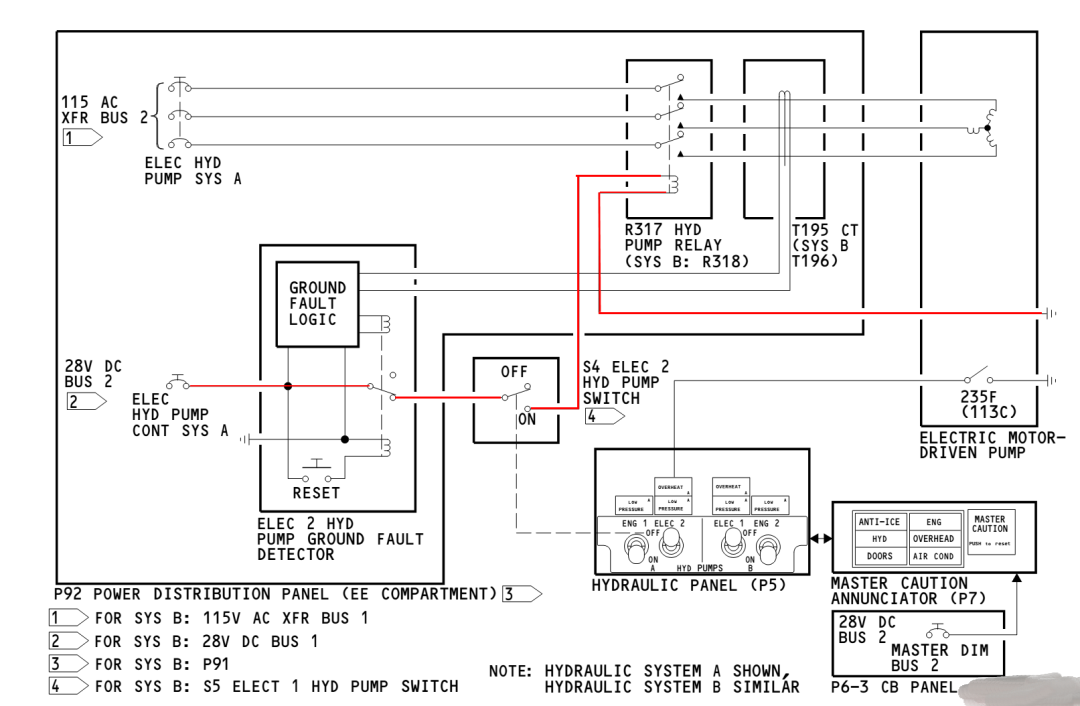 115 AC
XFR BUS 2
1
ELEC HYD
PUMP SYS A
R317 HYD
PUMP RELAY
(SYS B: R318)
T195 CT
(SYS B
T196)
GROUND
FAULT
LOGIC
28V DC
BUS 2
2
ELEC
HYD PUMP
CONT SYS A
RESET
ELEC 2 HYD
PUMP GROUND FAULT
DETECTOR
OFF
ON
S4 ELEC 2
HYD PUMP
SWITCH
4
235F
(113C)
ELECTRIC MOTOR-
DRIVEN PUMP
OVERHEAT
A
OVERHEAT
A
LOW
PRESSURE
A
LOW
PRESSURE
A
LOW
PRESSURE
A
LOW
PRESSURE
A
ENG 1 ELEC 2
ELEC 1 ENG 2
OFF
OFF
ON
A
HYD PUMPS
ON
B
HYDRAULIC PANEL (P5)
ANTI-ICE
ENG
HYD
OVERHEAD
DOORS
AIR COND
MASTER
CAUTION
PUSH to reset
MASTER CAUTION
ANNUNCIATOR (P7)
28V DC
BUS 2
MASTER DIM
BUS 2
P6-3 CB PANEL
P92 POWER DISTRIBUTION PANEL (EE COMPARTMENT) 3
1 FOR SYS B: 115V AC XFR BUS 1
2 FOR SYS B: 28V DC BUS 1
3 FOR SYS B: P91
4 FOR SYS B: S5 ELECT 1 HYD PUMP SWITCH
NOTE: HYDRAULIC SYSTEM A SHOWN,
HYDRAULIC SYSTEM B SIMILAR